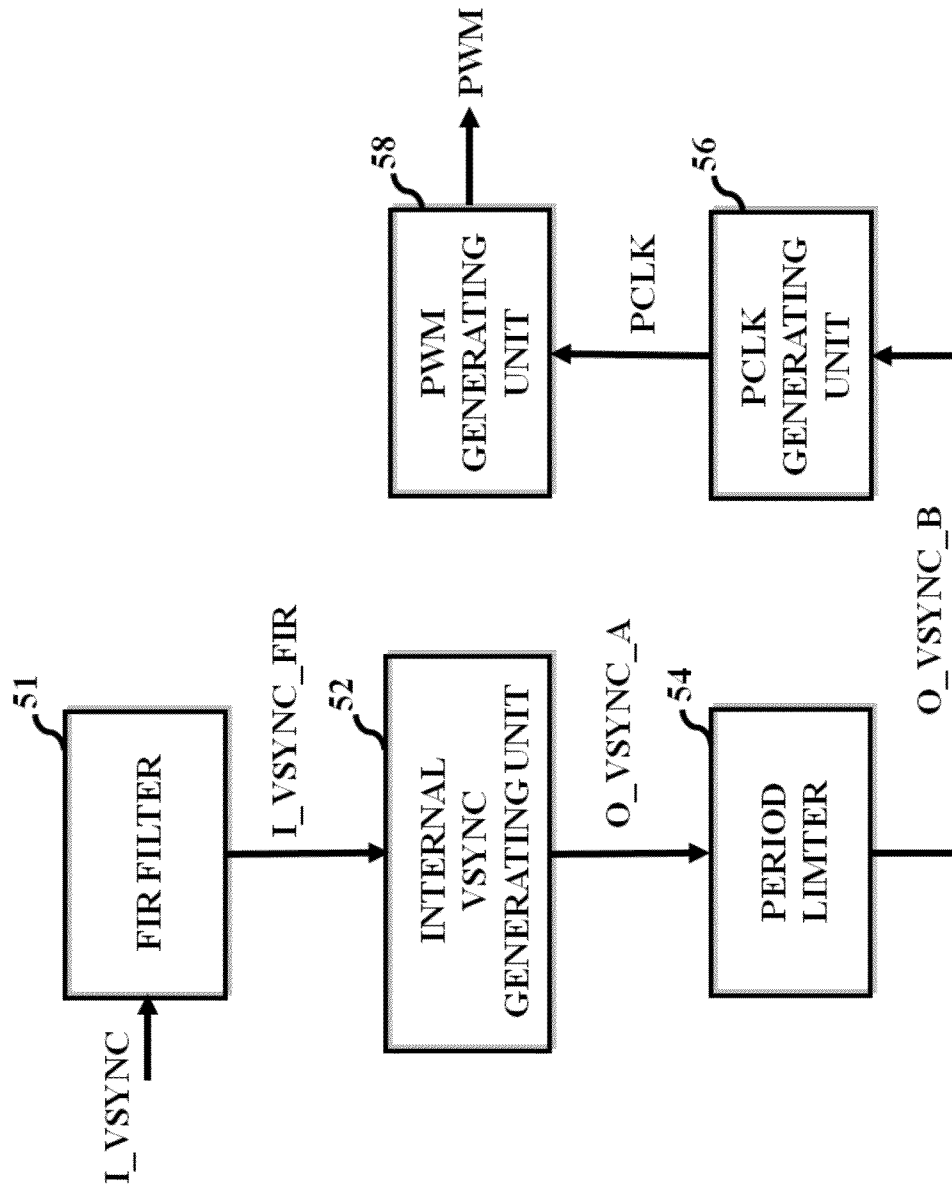 I_VSYNC
51
FIR FILTER
I_VSYNC_FIR
52
INTERNAL
VSYNC
GENERATING UNIT
O_VSYNC_A
54
PERIOD
LIMTER
O_VSYNC_B
56
PCLK
GENERATING
UNIT
PCLK
58
PWM
GENERATING
UNIT
PWM